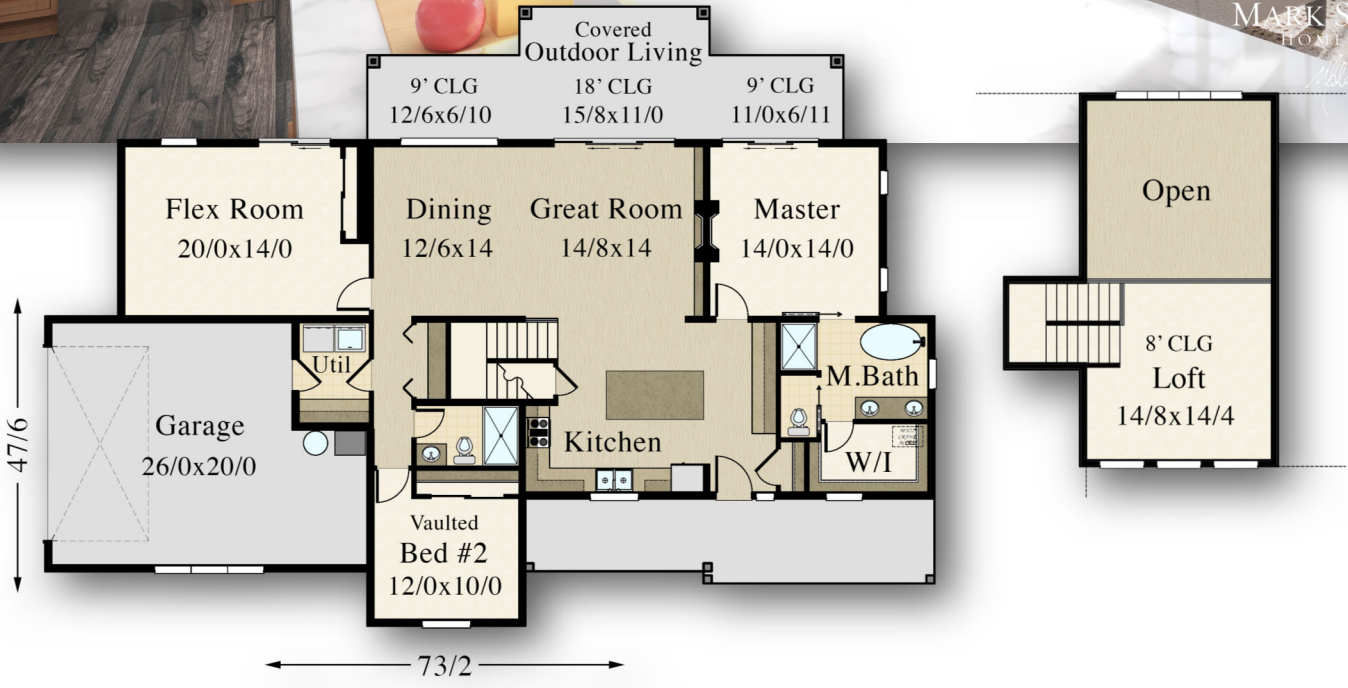 MARK S
HOME
Covered
Outdoor Living
9' CLG
12/6x6/10
18' CLG
15/8x11/0
9' CLG
11/0x6/11
Flex Room
20/0x14/0
Dining
12/6x14
Great Room
14/8x14
Master
14/0x14/0
Util
M.Bath
Garage
26/0x20/0
Kitchen
W/I
Vaulted
Bed #2
12/0x10/0
47/6
73/2
Open
8' CLG
Loft
14/8x14/4